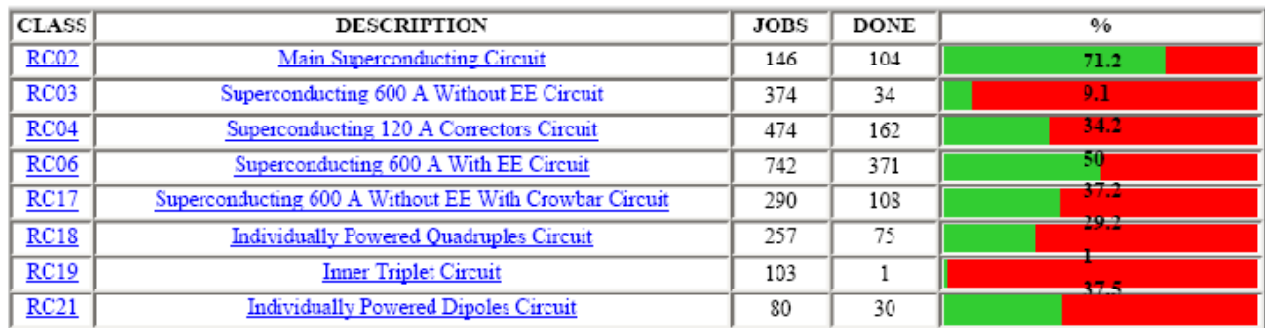 CLASS DESCRIPTION JOBS DONE %
RC02 Main Superconducting Circuit 146 104 71.2
RC03 Superconducting 600 A Without EE Circuit 374 34 9.1
RC04 Superconducting 120 A Correctors Circuit 474 162 34.2
RC06 Superconducting 600 A With EE Circuit 742 371 50
RC17 Superconducting 600 A Without EE With Crowbar Circuit 290 108 37.2
RC18 Individually Powered Quadruples Circuit 257 75 29.2
RC19 Inner Triplet Circuit 103 1 1
RC21 Individually Powered Dipoles Circuit 80 30 37.5